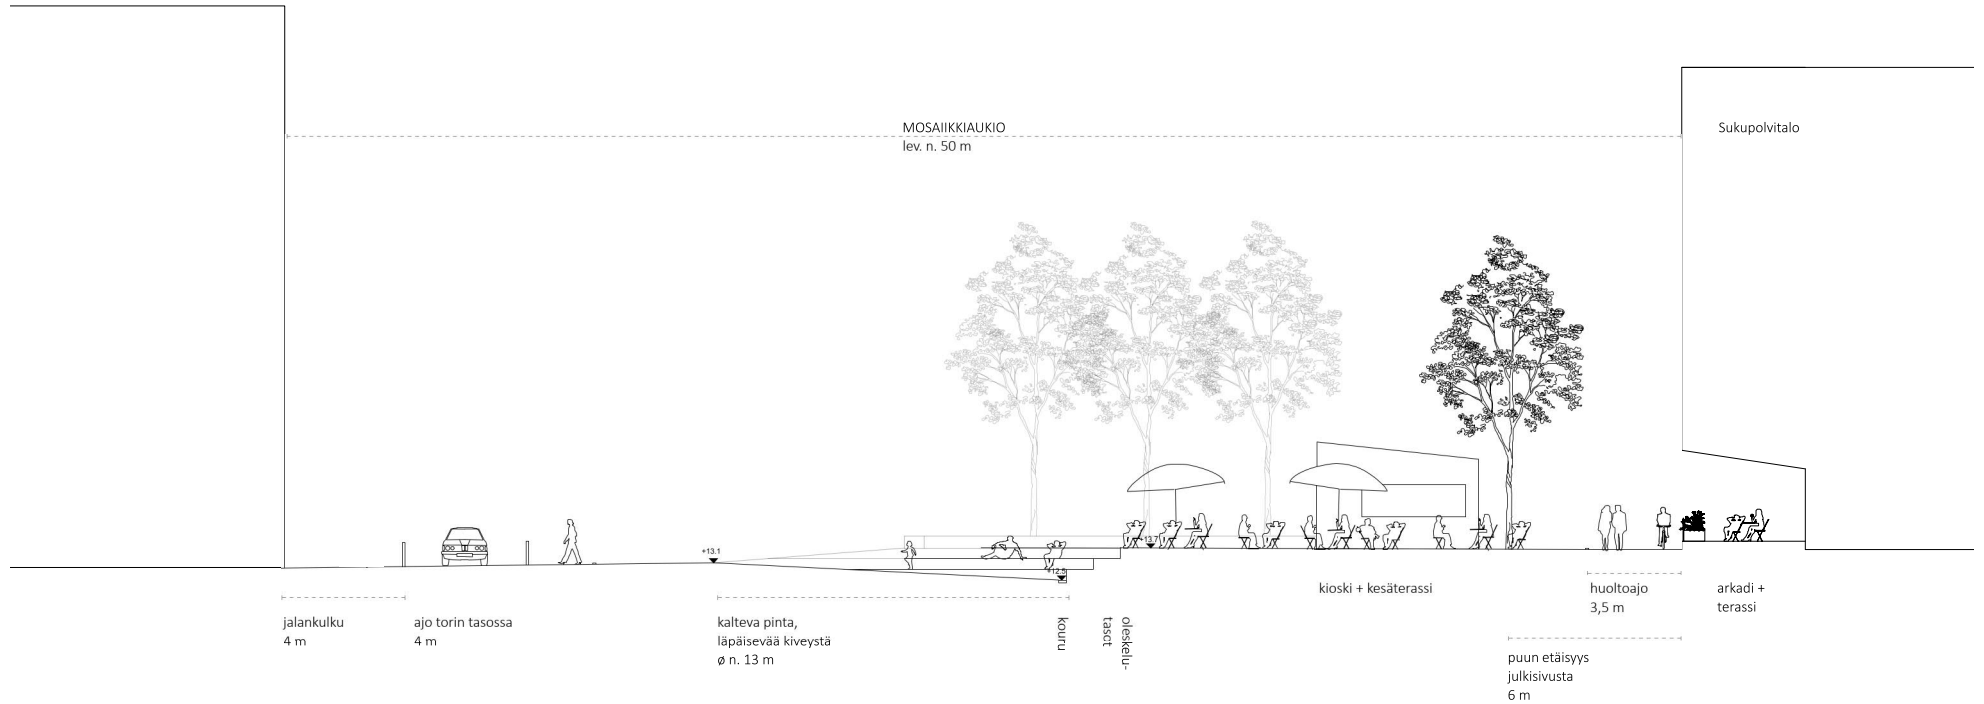 MOSAIIKKIAUKIO
lev. n. 50 m
Sukupolvitalo
+13.1
+13.7
+12.5
kioski + kesäterassi
huoltoajo
3,5 m
arkadi +
terassi
jalankulku
4 m
ajo torin tasossa
4 m
kalteva pinta,
läpäisevää kiveystä
ø n. 13 m
kouru
oleskelu-
tasot
puun etäisyys
julkisivusta
6 m